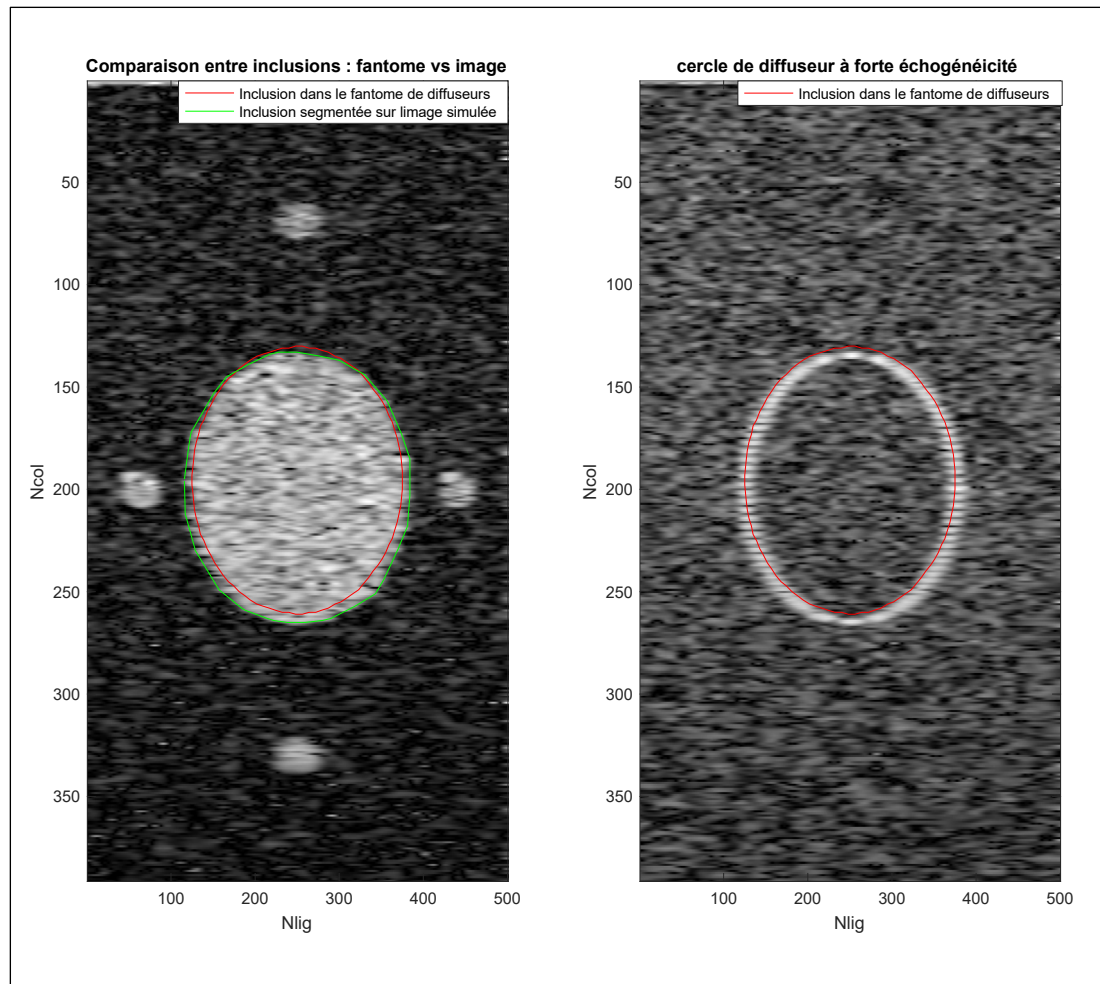 Comparaison entre inclusions : fantome vs image
Inclusion dans le fantome de diffuseurs
Inclusion segmentée sur limage simulée
50
100
150
200
250
300
350
Ncol
100
200
300
400
500
Nlig
cercle de diffuseur à forte échogénéicité
Inclusion dans le fantome de diffuseurs
50
100
150
200
250
300
350
Ncol
100
200
300
400
500
Nlig